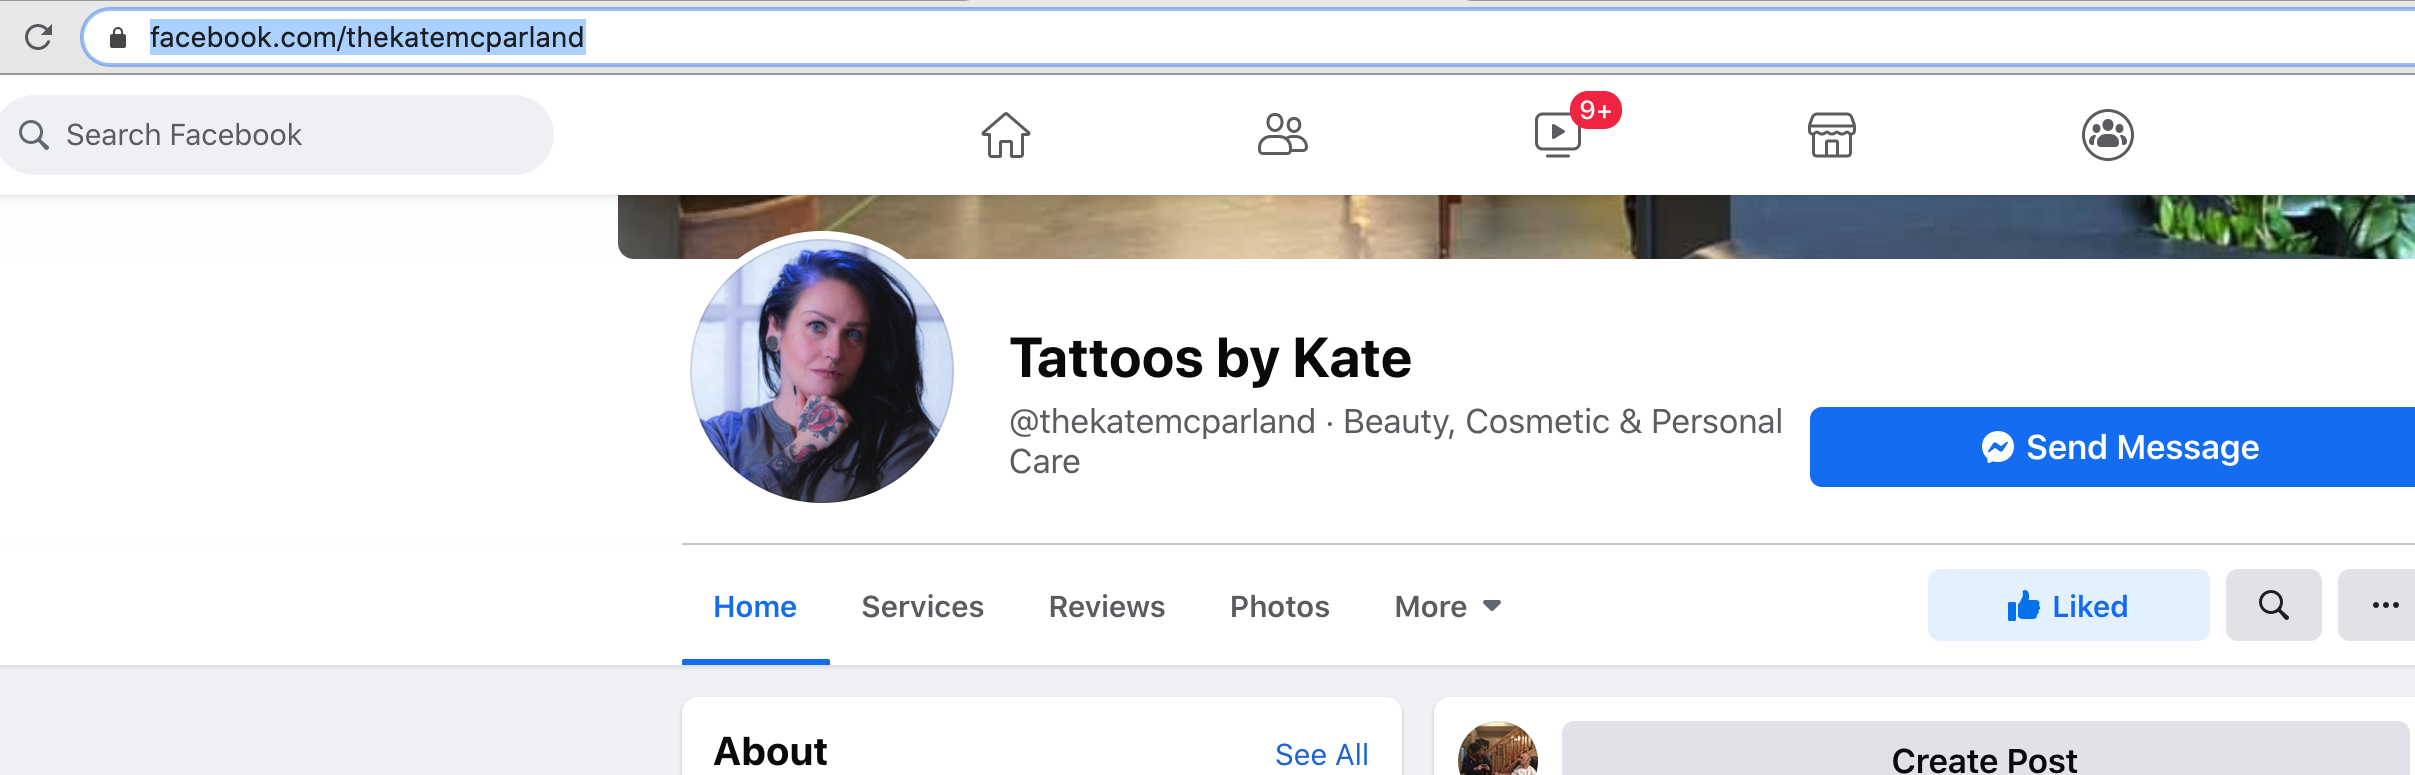 facebook.com/thekatemcparland
Search Facebook
9+
Tattoos by Kate
@thekatemcparland · Beauty, Cosmetic & Personal
Care
Send Message
Home Services Reviews Photos More
Liked
About See All
Create Post